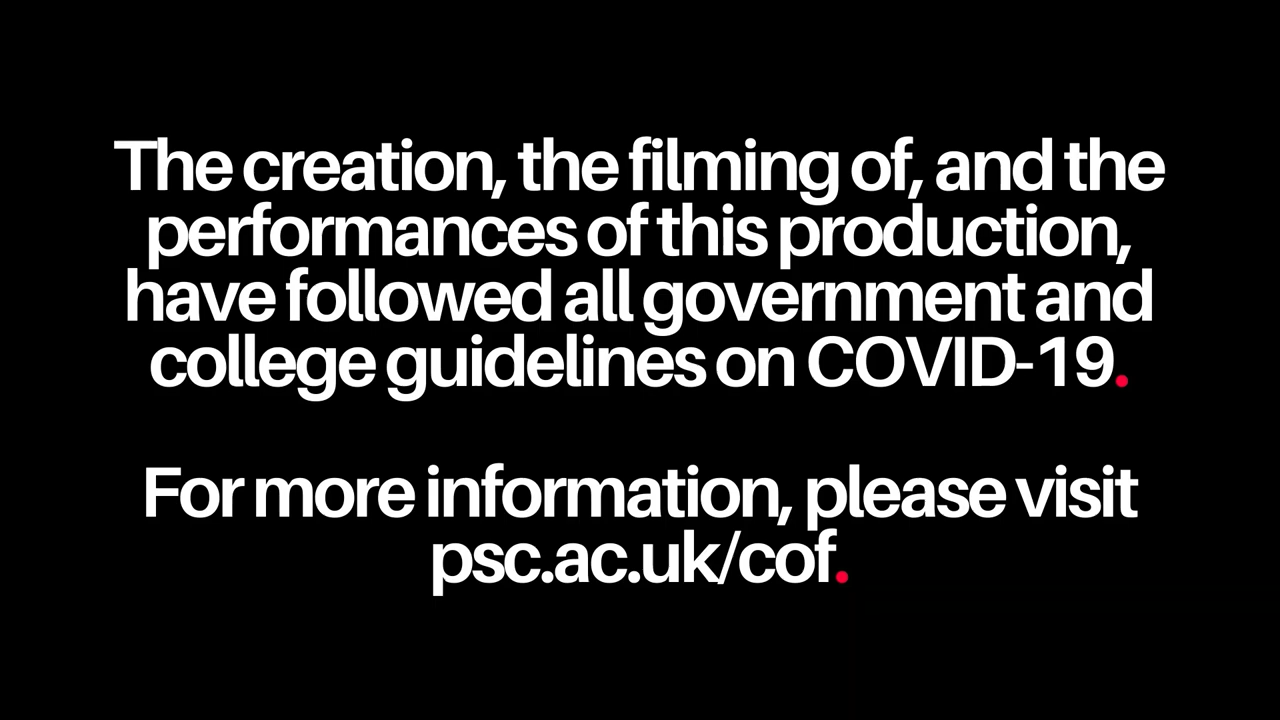 The creation, the filming of, and the
performances of this production,
have followed all government and
college guidelines on COVID-19.
For more information, please visit
psc.ac.uk/cof.